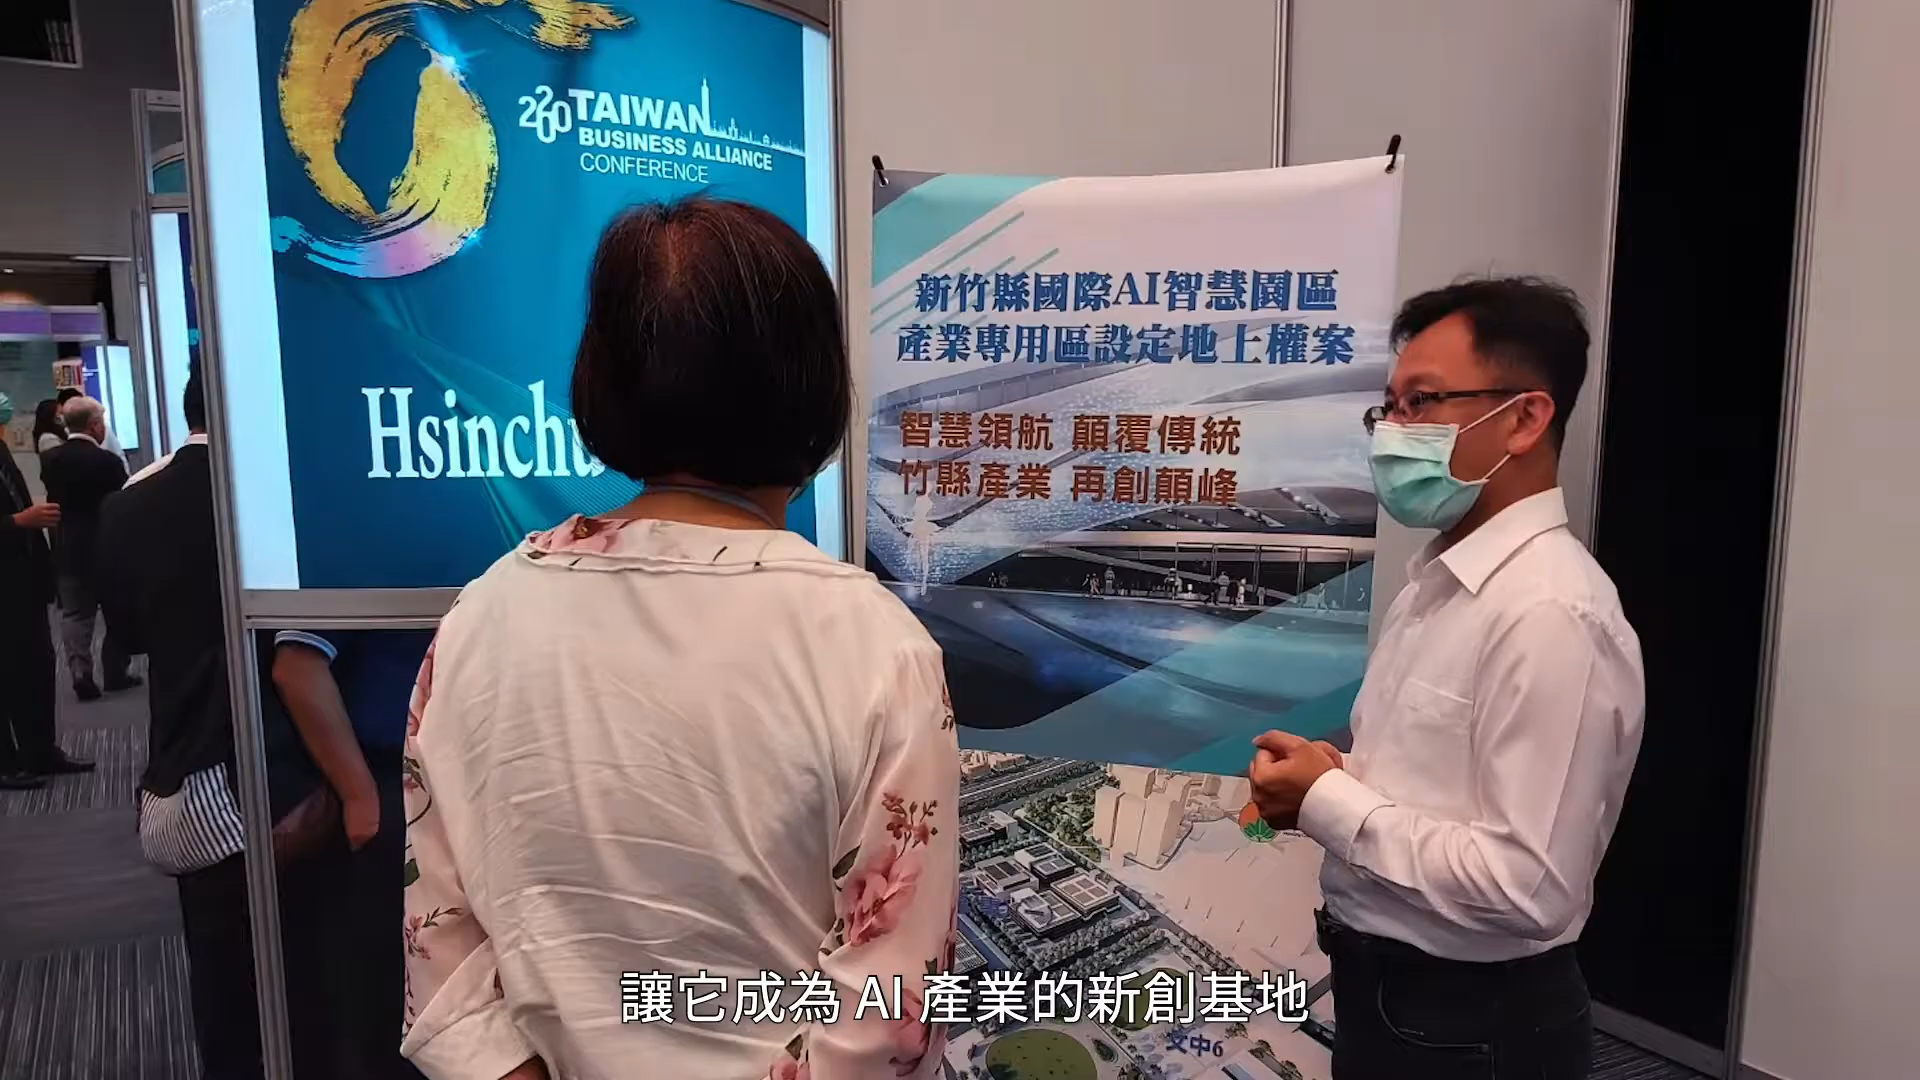 2020 TAIWAN
BUSINESS ALLIANCE
CONFERENCE
Hsinchu
新竹縣國際AI智慧園區
產業專用區設定地上權案
智慧領航 顛覆傳統
竹縣產業 再創顛峰
文中6
讓它成為 AI 產業的新創基地